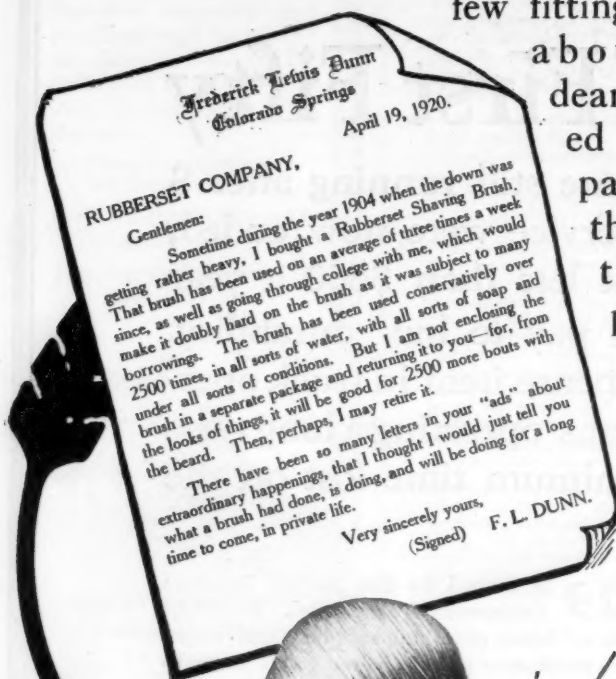 few fitting
abo
dear
ed
pa
th
t
Frederick Lewis Dunn
Colorado Springs
April 19, 1920.
RUBBERSET COMPANY,
Gentlemen:
Sometime during the year 1904 when the down was
getting rather heavy, I bought a Rubberset Shaving Brush.
That brush has been used on an average of three times a week
since, as well as going through college with me, which would
make it doubly hard on the brush as it was subject to many
borrowings. The brush has been used conservatively over
2500 times, in all sorts of water, with all sorts of soap and
under all sorts of conditions. But I am not enclosing the
brush in a separate package and returning it to you—for, from
the looks of things, it will be good for 2500 more bouts with
the beard. Then, perhaps, I may retire it.
There have been so many letters in your "ads" about
extraordinary happenings, that I thought I would just tell you
what a brush had done, is doing, and will be doing for a long
time to come, in private life.
Very sincerely yours,
(Signed) F. L. DUNN.